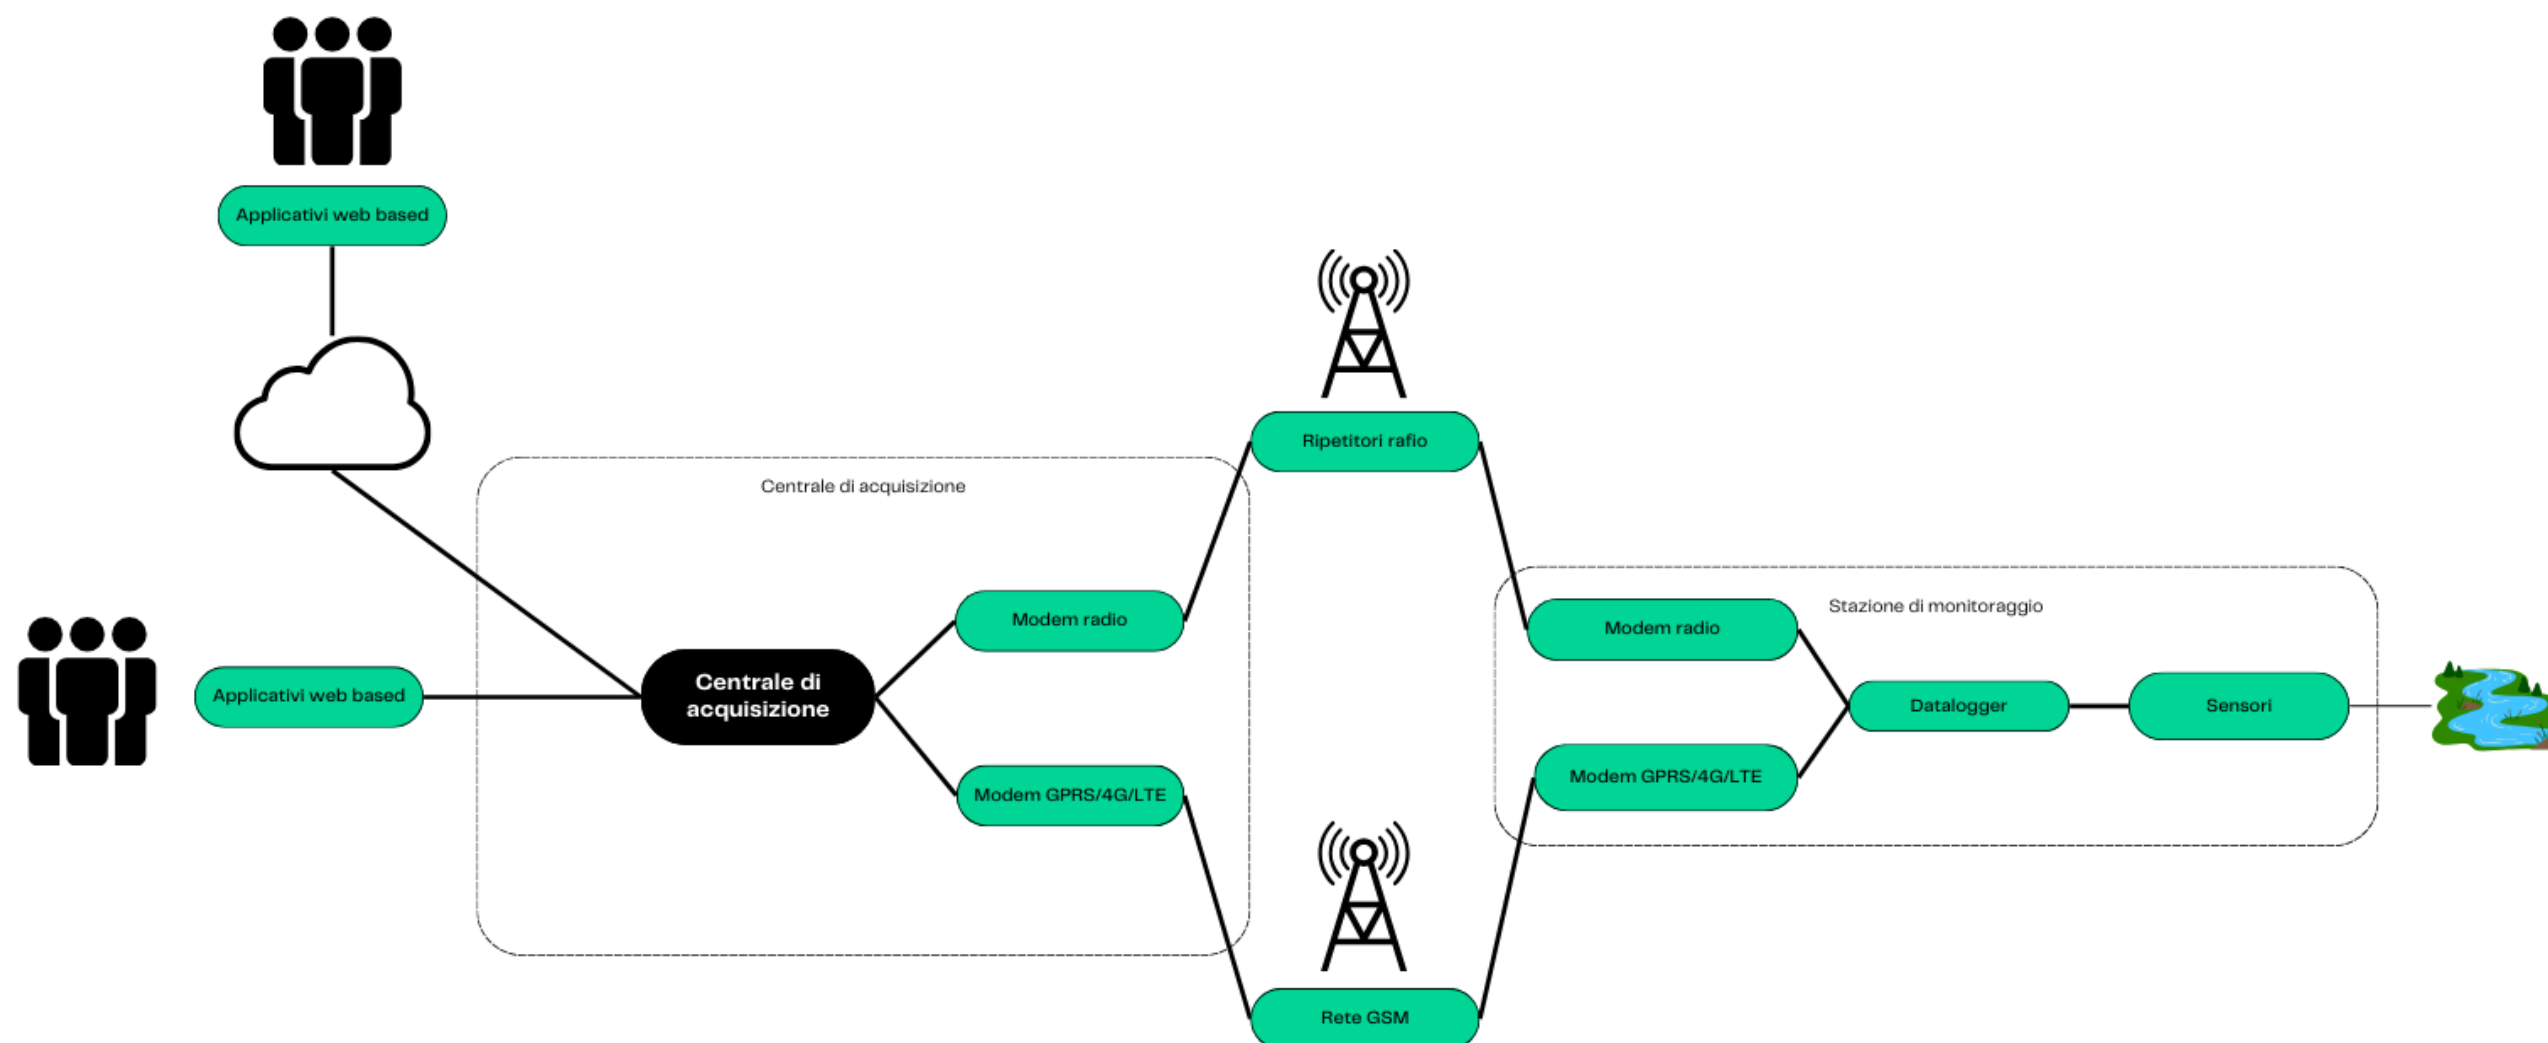 Applicativi web based
Ripetitori rafio
Centrale di acquisizione
Modem radio
Stazione di monitoraggio
Modem radio
Centrale di
acquisizione
Applicativi web based
Datalogger
Sensori
Modem GPRS/4G/LTE
Modem GPRS/4G/LTE
Rete GSM